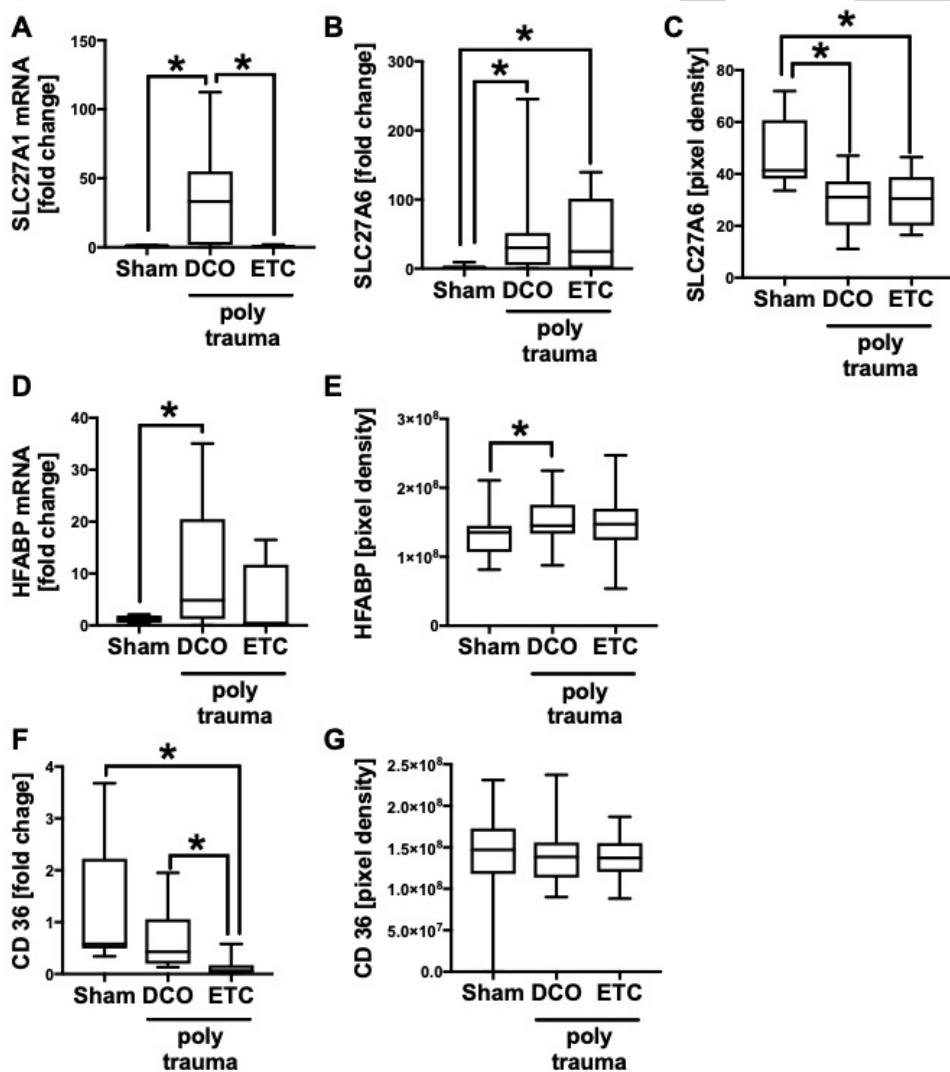 A
SLC27A1 mRNA
[fold change]
150
100
50
0
* *
Sham DCO ETC
poly
trauma
B
SLC27A6 [fold change]
300
200
100
0
*
*
Sham DCO ETC
poly
trauma
C
SLC27A6 [pixel density]
80
60
40
20
0
*
*
Sham DCO ETC
poly
trauma
D
HFABP mRNA
[fold change]
40
30
20
10
0
*
Sham DCO ETC
poly
trauma
E
HFABP [pixel density]
3×10⁸
2×10⁸
1×10⁸
0
*
Sham DCO ETC
poly
trauma
F
CD 36 [fold chage]
4
3
2
1
0
*
*
Sham DCO ETC
poly
trauma
G
CD 36 [pixel density]
2.5×10⁸
2.0×10⁸
1.5×10⁸
1.0×10⁸
5.0×10⁷
0.0
Sham DCO ETC
poly
trauma